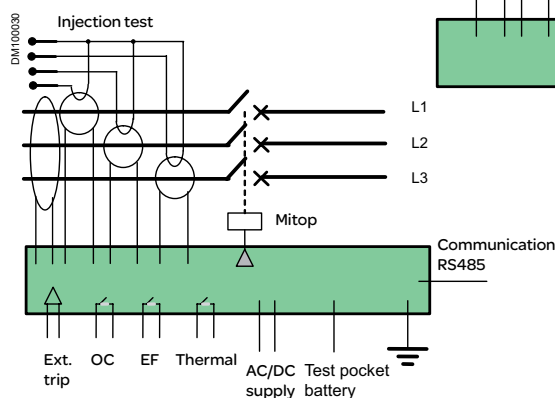 DM100030
Injection test
L1
L2
L3
Mitop
Communication
RS485
Ext.
trip
OC
EF
Thermal
AC/DC
supply
Test pocket
battery